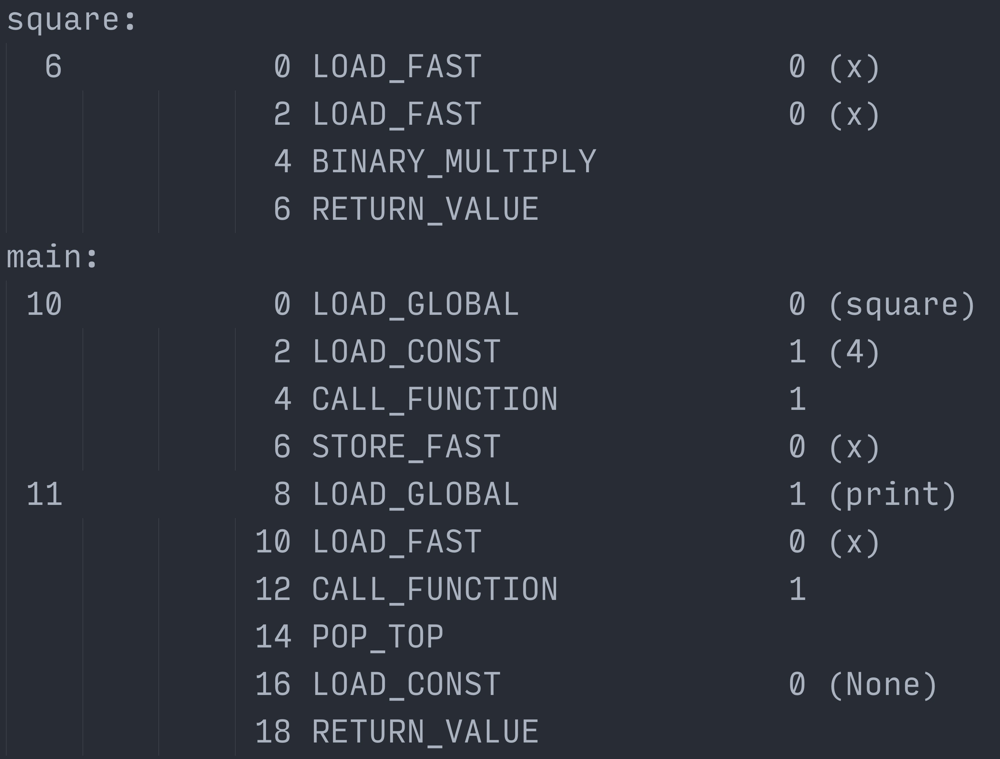 square:
6 0 LOAD_FAST 0 (x)
2 LOAD_FAST 0 (x)
4 BINARY_MULTIPLY
6 RETURN_VALUE
main:
10 0 LOAD_GLOBAL 0 (square)
2 LOAD_CONST 1 (4)
4 CALL_FUNCTION 1
6 STORE_FAST 0 (x)
11 8 LOAD_GLOBAL 1 (print)
10 LOAD_FAST 0 (x)
12 CALL_FUNCTION 1
14 POP_TOP
16 LOAD_CONST 0 (None)
18 RETURN_VALUE